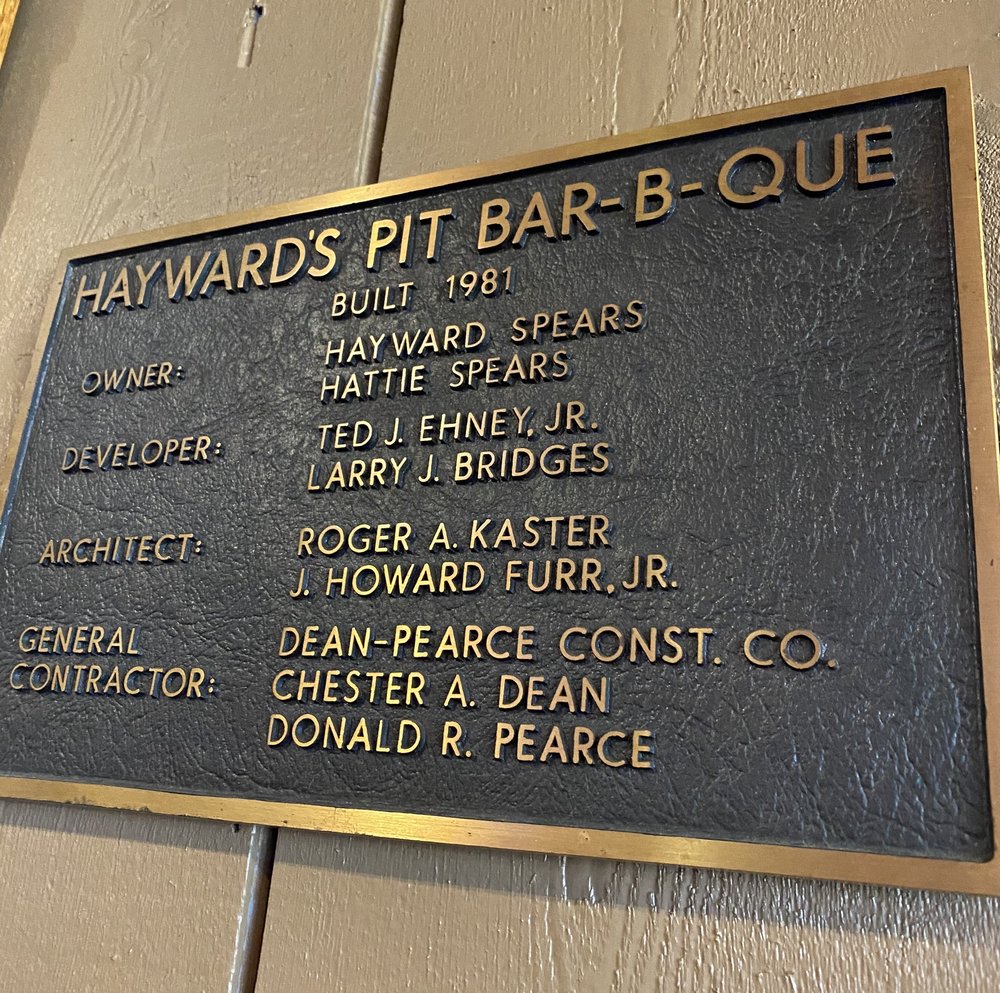 HAYWARD'S PIT BAR-B-QUE
BUILT 1981
OWNER: HAYWARD SPEARS
HATTIE SPEARS
DEVELOPER: TED J. EHNEY, JR.
LARRY J. BRIDGES
ARCHITECT: ROGER A. KASTER
J. HOWARD FURR, JR.
GENERAL CONTRACTOR: DEAN-PEARCE CONST. CO.
CHESTER A. DEAN
DONALD R. PEARCE